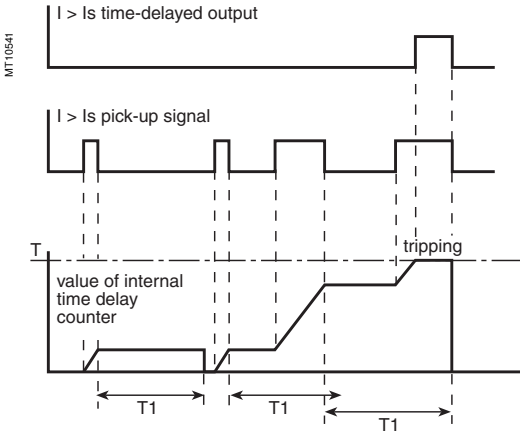 I > Is time-delayed output
MT10541
I > Is pick-up signal
T
tripping
value of internal
time delay
counter
T1
T1
T1